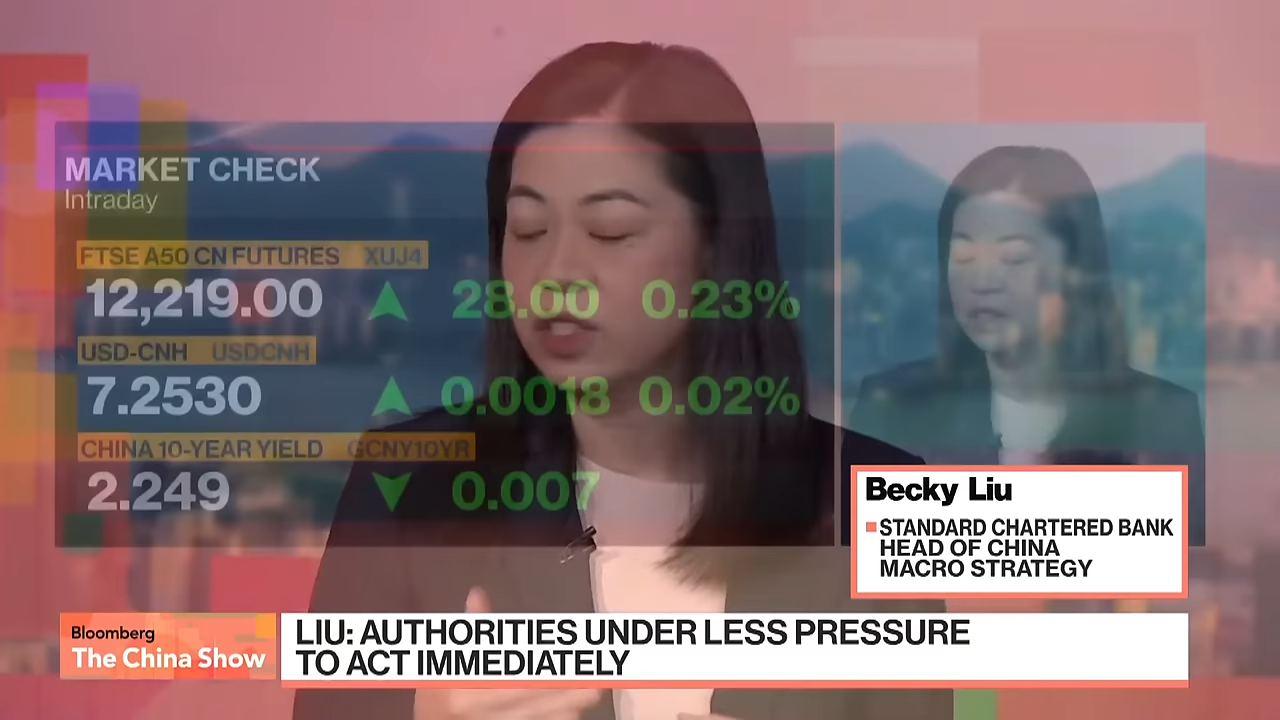 MARKET CHECK
Intraday
FTSE A50 CN FUTURES XUJ4
12,219.00 ▲ 28.00 0.23%
USD-CNH USDCNH
7.2530 ▲ 0.0018 0.02%
CHINA 10-YEAR YIELD GCNY10YR
2.249 ▼ 0.007
Becky Liu
STANDARD CHARTERED BANK
HEAD OF CHINA
MACRO STRATEGY
Bloomberg
The China Show
LIU: AUTHORITIES UNDER LESS PRESSURE
TO ACT IMMEDIATELY